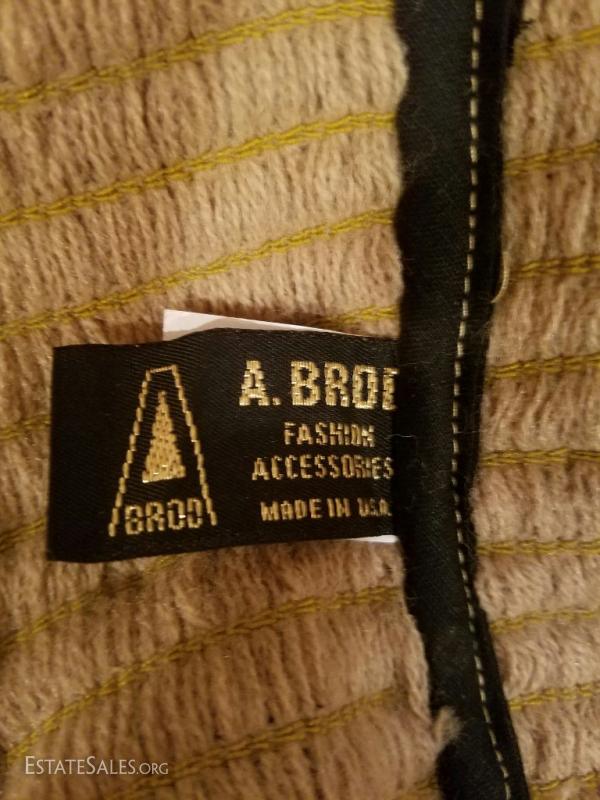 A. BROD
FASHION
ACCESSORIES
MADE IN U.S.A.
BROD
ESTATESALES.ORG